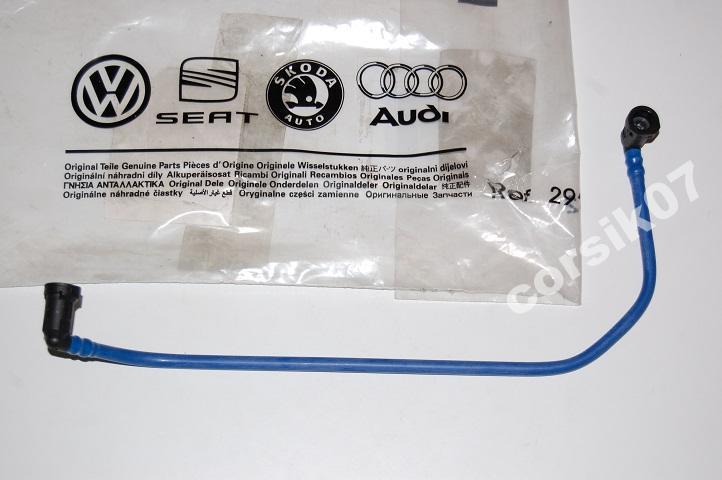 SEAT
ŠKODA
AUTO
Audi
Original Teile Genuine Parts Pièces d'Origine Originele Wisselstukken 純正パーツ originalni dijelovi
Originální náhradní díly Alkuperäisosat Ricambi Originali Recambios Originales Peças Originais
ΓΝΗΣΙΑ ΑΝΤΑΛΛΑΚΤΙΚΑ Original Dele Originele Onderdelen Originaldeler Originaldelar 純正配件
Originálne náhradné čiastky قطع غيار الأصلية Oryginalne części zamienne Оригинальные Запчасти
Ref 29
corsik07